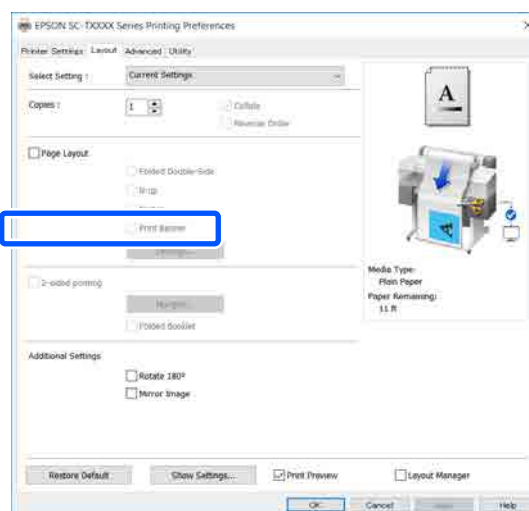 EPSON SC-TXXXX Series Printing Preferences
Printer Settings Layout Advanced Utility
Select Setting : Current Settings
Copies : 1 Collate
Reverse Order
Page Layout
Folded Double-Side
N-up
Print Banner
Settings...
2-sided printing
Margins...
Folded Booklet
Media Type:
Plain Paper
Paper Remaining:
11 ft
Additional Settings
Rotate 180º
Mirror Image
Restore Default Show Settings... Print Preview Layout Manager
OK Cancel Help
A